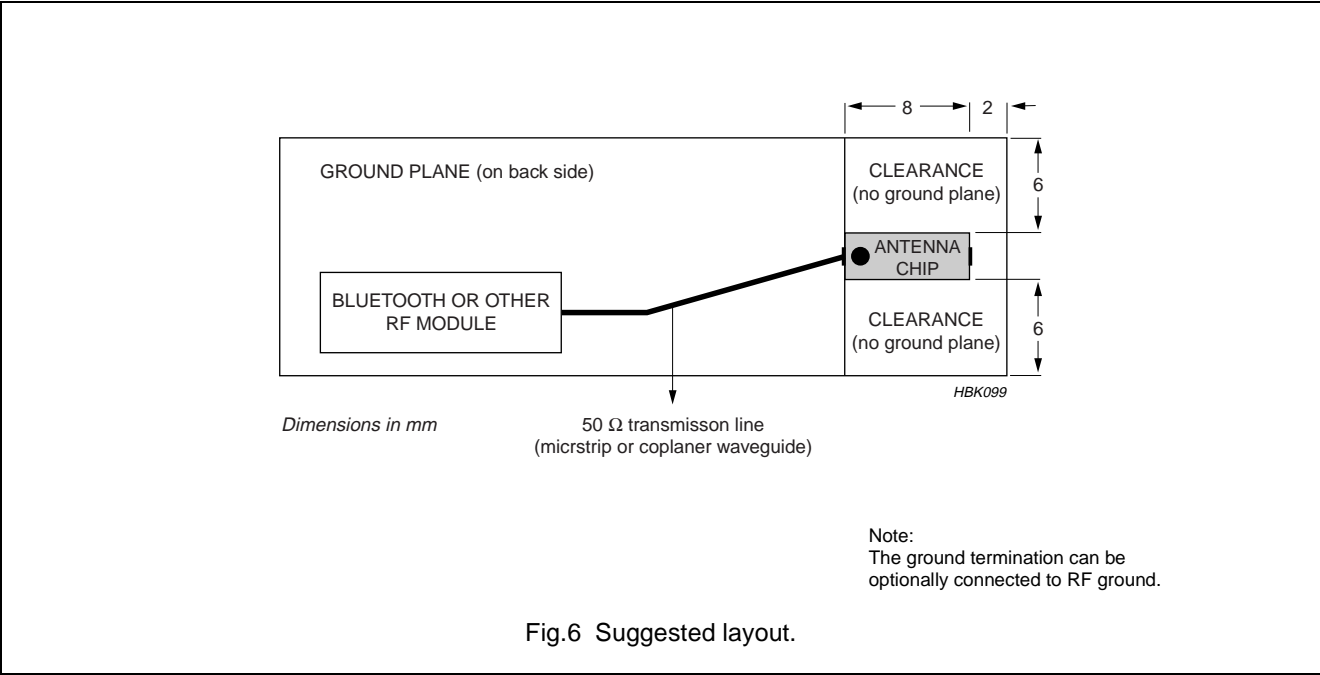 8
2
GROUND PLANE (on back side)
CLEARANCE
(no ground plane)
6
ANTENNA
CHIP
BLUETOOTH OR OTHER
RF MODULE
CLEARANCE
(no ground plane)
6
HBK099
Dimensions in mm
50 Ω transmisson line
(micrstrip or coplaner waveguide)
Note:
The ground termination can be
optionally connected to RF ground.
Fig.6 Suggested layout.